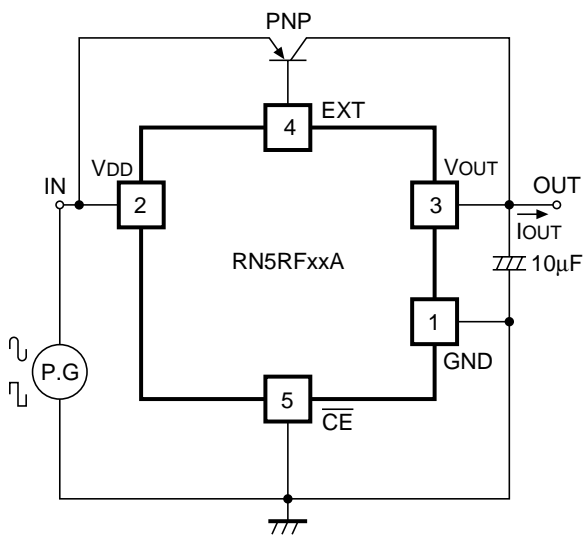 PNP
4
EXT
IN
VDD
2
VOUT
3
OUT
IOUT
RN5RFxxA
10µF
1
GND
P.G
5
CE